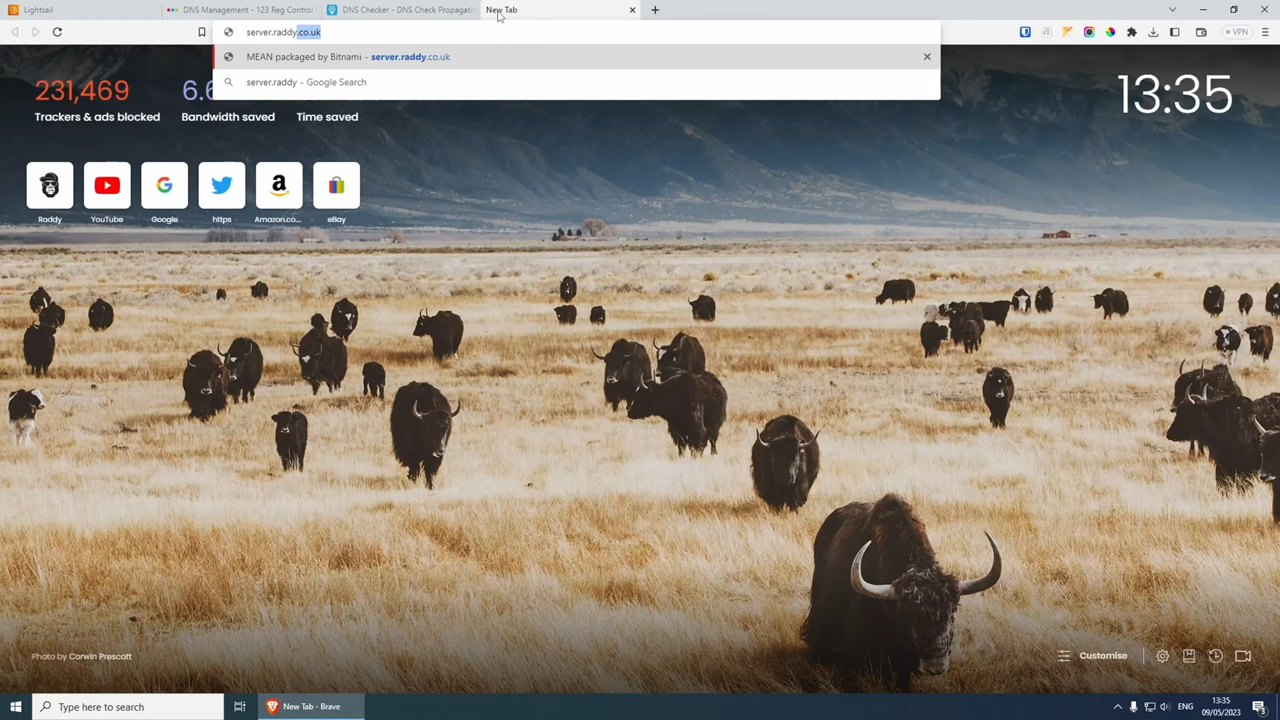 Lightsail
DNS Management - 123 Reg Control
DNS Checker - DNS Check Propagati
New Tab
server.raddy.co.uk
VPN
MEAN packaged by Bitnami - server.raddy.co.uk
server.raddy - Google Search
231,469
6.6
Trackers & ads blocked
Bandwidth saved
Time saved
13:35
Raddy
YouTube
Google
https
Amazon.co...
eBay
Photo by Corwin Prescott
Customise
Type here to search
New Tab - Brave
ENG
13:35
09/05/2023
3